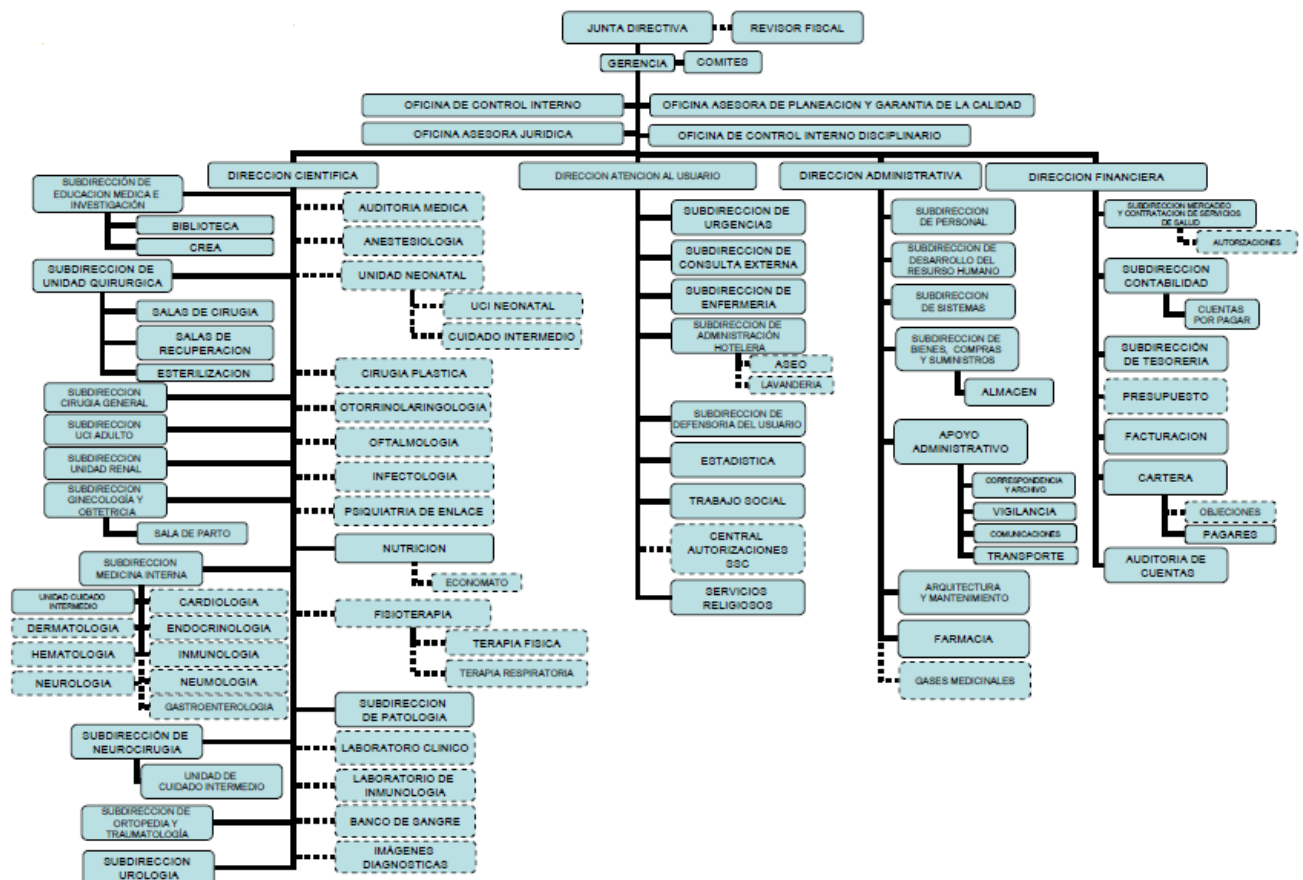 JUNTA DIRECTIVA
REVISOR FISCAL
GERENCIA
COMITES
OFICINA DE CONTROL INTERNO
OFICINA ASESORA DE PLANEACION Y GARANTIA DE LA CALIDAD
OFICINA ASESORA JURIDICA
OFICINA DE CONTROL INTERNO DISCIPLINARIO
DIRECCION CIENTIFICA
SUBDIRECCIÓN DE
EDUCACION MEDICA E
INVESTIGACIÓN
BIBLIOTECA
CREA
SUBDIRECCION DE
UNIDAD QUIRURGICA
SALAS DE CIRUGIA
SALAS DE
RECUPERACION
ESTERILIZACION
SUBDIRECCION
CIRUGIA GENERAL
SUBDIRECCION
UCI ADULTO
SUBDIRECCION
UNIDAD RENAL
SUBDIRECCION
GINECOLOGÍA Y
OBTETRICIA
SALA DE PARTO
SUBDIRECCION
MEDICINA INTERNA
UNIDAD CUIDADO
INTERMEDIO
CARDIOLOGIA
DERMATOLOGIA
ENDOCRINOLOGIA
HEMATOLOGIA
INMUNOLOGIA
NEUROLOGIA
NEUMOLOGIA
GASTROENTEROLOGIA
SUBDIRECCIÓN DE
NEUROCIRUGIA
UNIDAD DE
CUIDADO INTERMEDIO
SUBDIRECCION DE
ORTOPEDIA Y
TRAUMATOLOGÍA
SUBDIRECCION
UROLOGIA
AUDITORIA MEDICA
ANESTESIOLOGIA
UNIDAD NEONATAL
UCI NEONATAL
CUIDADO INTERMEDIO
CIRUGIA PLASTICA
OTORRINOLARINGOLOGIA
OFTALMOLOGIA
INFECTOLOGIA
PSIQUIATRIA DE ENLACE
NUTRICION
ECONOMATO
FISIOTERAPIA
TERAPIA FISICA
TERAPIA RESPIRATORIA
SUBDIRECCION
DE PATOLOGIA
LABORATORO CLINICO
LABORATORIO DE
INMUNOLOGIA
BANCO DE SANGRE
IMÀGENES
DIAGNOSTICAS
DIRECCION ATENCION AL USUARIO
SUBDIRECCION DE
URGENCIAS
SUBDIRECCION DE
CONSULTA EXTERNA
SUBDIRECCION DE
ENFERMERIA
SUBDIRECCION DE
ADMINISTRACIÓN
HOTELERA
ASEO
LAVANDERIA
SUBDIRECCION DE
DEFENSORIA DEL USUARIO
ESTADISTICA
TRABAJO SOCIAL
CENTRAL
AUTORIZACIONES
SSC
SERVICIOS
RELIGIOSOS
DIRECCION ADMINISTRATIVA
SUBDIRECCION
DE PERSONAL
SUBDIRECCION DE
DESARROLLO DEL
RESURSO HUMANO
SUBDIRECCION
DE SISTEMAS
SUBDIRECCION DE
BIENES, COMPRAS
Y SUMINISTROS
ALMACEN
APOYO
ADMINISTRATIVO
CORRESPONDENCIA
Y ARCHIVO
VIGILANCIA
COMUNICACIONES
TRANSPORTE
ARQUITECTURA
Y MANTENIMIENTO
FARMACIA
GASES MEDICINALES
DIRECCION FINANCIERA
SUBDIRECCION MERCADEO
Y CONTRATACION DE SERVICIOS
DE SALUD
AUTORIZACIONES
SUBDIRECCION
CONTABILIDAD
CUENTAS
POR PAGAR
SUBDIRECCIÓN
DE TESORERIA
PRESUPUESTO
FACTURACION
CARTERA
OBJECIONES
PAGARES
AUDITORIA DE
CUENTAS